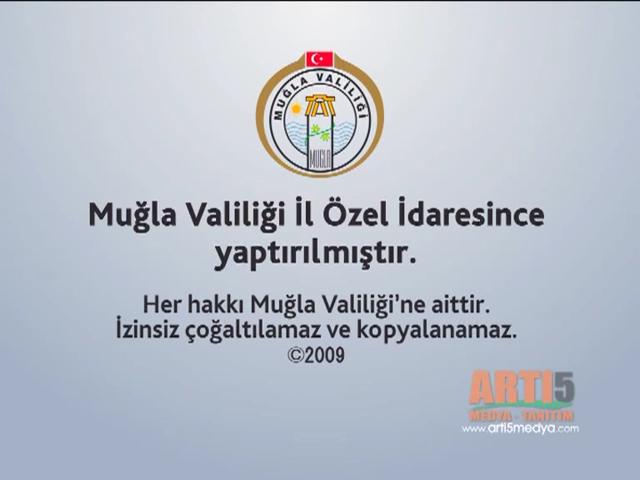 MUĞLA VALİLİĞİ
MUĞLA
Muğla Valiliği İl Özel İdaresince
yaptırılmıştır.
Her hakkı Muğla Valiliği'ne aittir.
İzinsiz çoğaltılamaz ve kopyalanamaz.
©2009
ARTI5
MEDYA - TANITIM
www.arti5medya.com